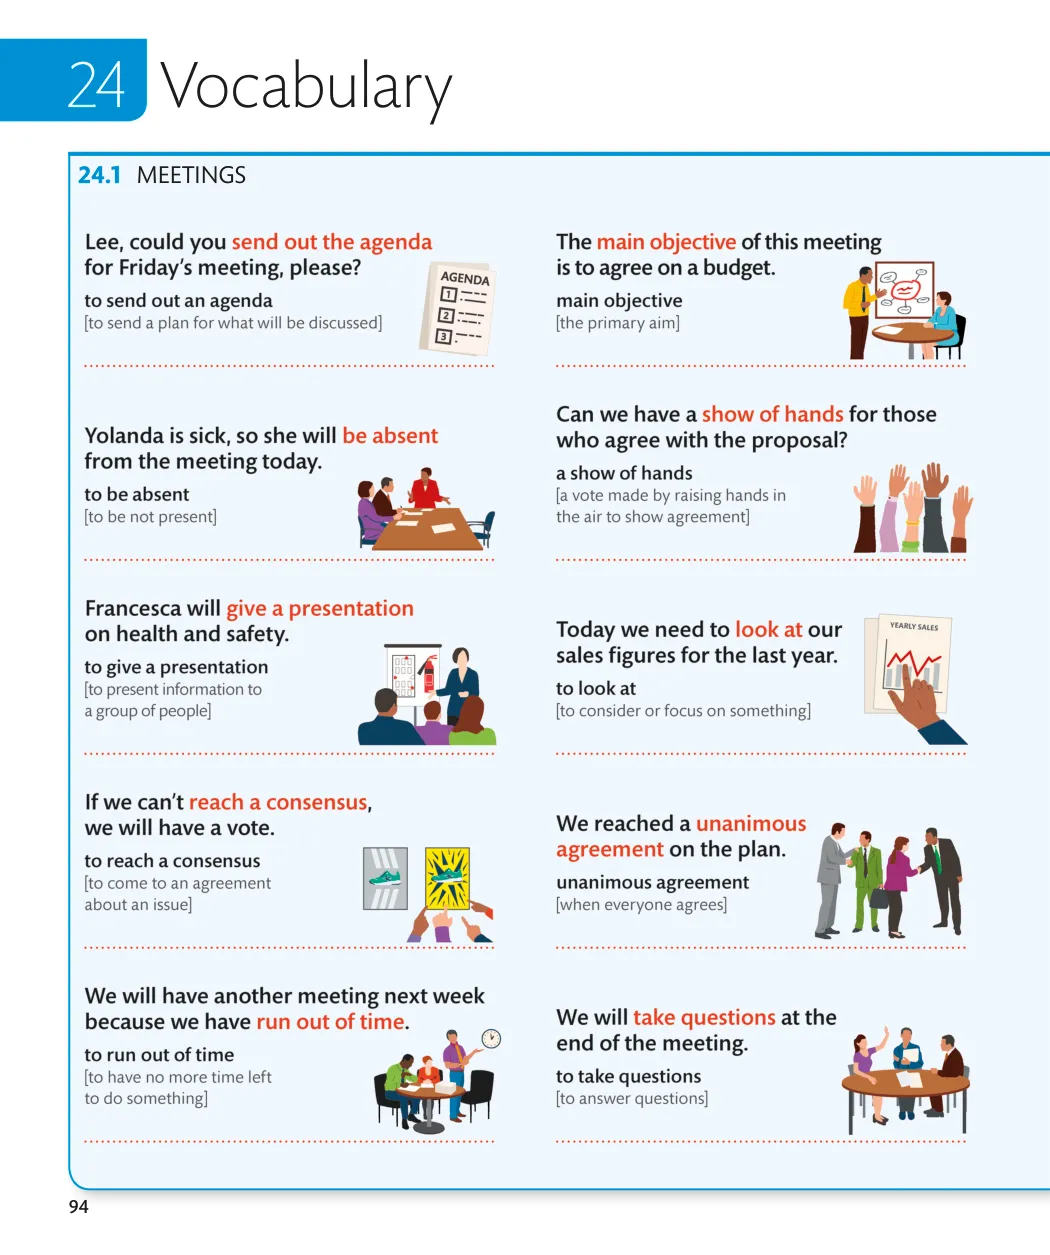 24 Vocabulary
24.1 MEETINGS
Lee, could you send out the agenda
for Friday’s meeting, please?
to send out an agenda
[to send a plan for what will be discussed]
AGENDA
1
2
3
The main objective of this meeting
is to agree on a budget.
main objective
[the primary aim]
Yolanda is sick, so she will be absent
from the meeting today.
to be absent
[to be not present]
Can we have a show of hands for those
who agree with the proposal?
a show of hands
[a vote made by raising hands in
the air to show agreement]
Francesca will give a presentation
on health and safety.
to give a presentation
[to present information to
a group of people]
Today we need to look at our
sales figures for the last year.
to look at
[to consider or focus on something]
YEARLY SALES
If we can’t reach a consensus,
we will have a vote.
to reach a consensus
[to come to an agreement
about an issue]
We reached a unanimous
agreement on the plan.
unanimous agreement
[when everyone agrees]
We will have another meeting next week
because we have run out of time.
to run out of time
[to have no more time left
to do something]
We will take questions at the
end of the meeting.
to take questions
[to answer questions]
94